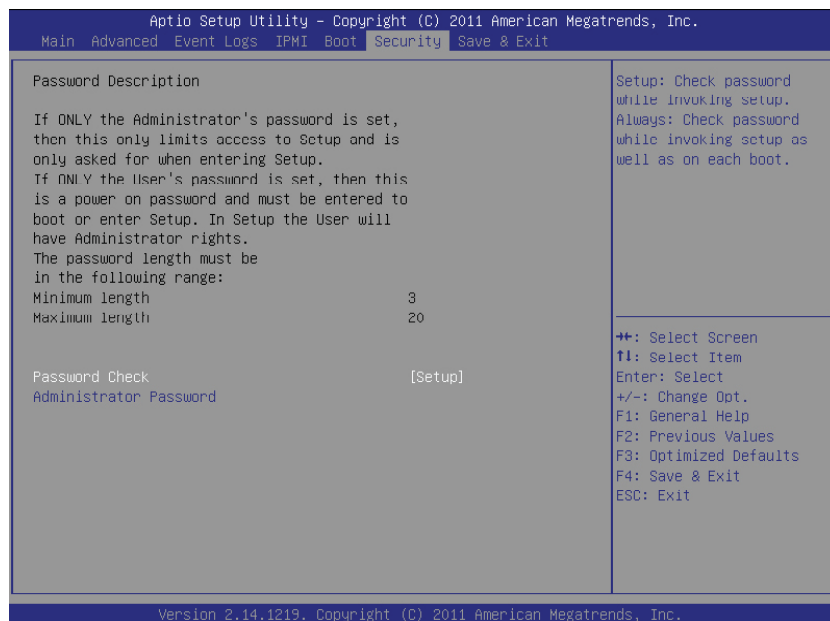 Aptio Setup Utility – Copyright (C) 2011 American Megatrends, Inc.
Main Advanced Event Logs IPMI Boot Security Save & Exit
Password Description
If ONLY the Administrator's password is set,
then this only limits access to Setup and is
only asked for when entering Setup.
If ONLY the User's password is set, then this
is a power on password and must be entered to
boot or enter Setup. In Setup the User will
have Administrator rights.
The password length must be
in the following range:
Minimum length 3
Maximum length 20
Password Check [Setup]
Administrator Password
Setup: Check password
while invoking setup.
Always: Check password
while invoking setup as
well as on each boot.
→←: Select Screen
↑↓: Select Item
Enter: Select
+/-: Change Opt.
F1: General Help
F2: Previous Values
F3: Optimized Defaults
F4: Save & Exit
ESC: Exit
Version 2.14.1219. Copyright (C) 2011 American Megatrends, Inc.